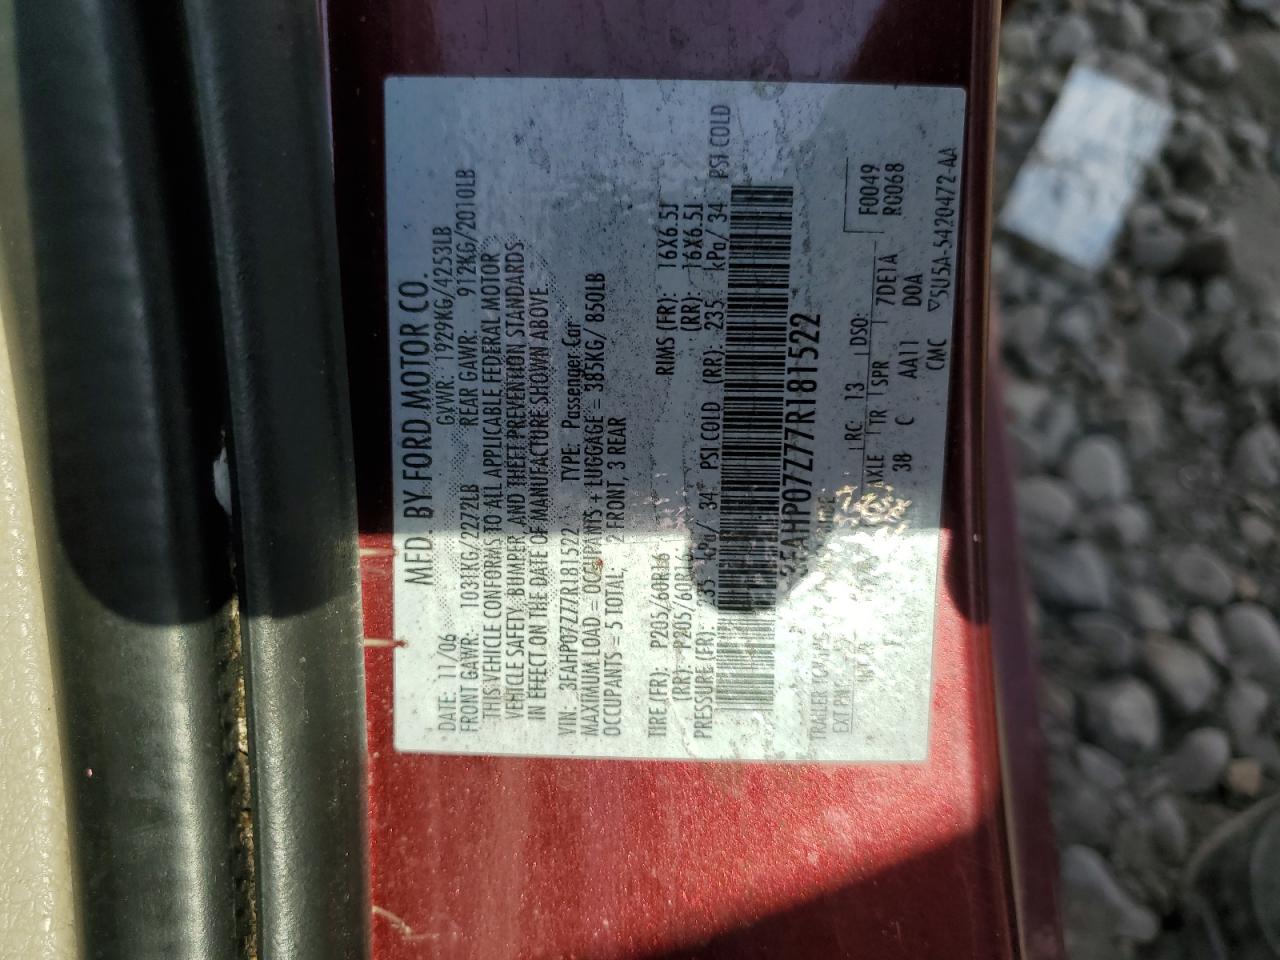 MFD. BY FORD MOTOR CO.
DATE: 11/06 GVWR: 1929KG/4253LB
FRONT GAWR: 1031KG/2272LB REAR GAWR: 912KG/2010LB
THIS VEHICLE CONFORMS TO ALL APPLICABLE FEDERAL MOTOR
VEHICLE SAFETY, BUMPER, AND THEFT PREVENTION STANDARDS
IN EFFECT ON THE DATE OF MANUFACTURE SHOWN ABOVE.
VIN: 3FAHP07Z77R181522 TYPE: Passenger Car
MAXIMUM LOAD = OCCUPANTS + LUGGAGE = 385KG/ 850LB
OCCUPANTS = 5 TOTAL, 2 FRONT, 3 REAR
TIRE (FR): P205/60R16 RIMS (FR): 16X6.5J
(RR): P205/60R16 (RR): 16X6.5J
PRESSURE (FR): 235 kPa/ 34 PSI COLD (RR): 235 kPa/ 34 PSI COLD
3FAHP07Z77R181522
TRAILER TOWING
EXT PNT: RC: 13 DSO: F0049
AXLE TR SPR 7DE1A R0068
38 C AA11 DOA
CMC 5U5A-5420472-AA